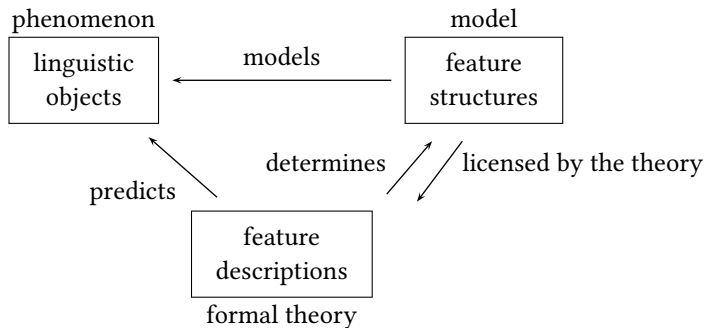 phenomenon
model
linguistic
objects
models
feature
structures
determines
licensed by the theory
predicts
feature
descriptions
formal theory